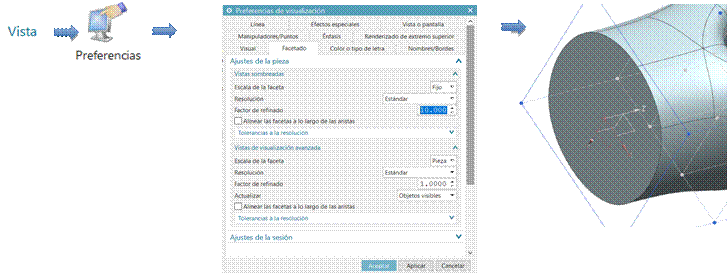 Vista
Preferencias
Preferencias de visualización
Línea Efectos especiales Vista o pantalla
Manipuladores/Puntos Énfasis Renderizado de extremo superior
Visual Facetado Color o tipo de letra Nombres/Bordes
Ajustes de la pieza
Vistas sombreadas
Escala de la faceta Fijo
Resolución Estándar
Factor de refinado 10.000
Alinear las facetas a lo largo de las aristas
Tolerancias a la resolución
Vistas de visualización avanzada
Escala de la faceta Pieza
Resolución Estándar
Factor de refinado 1.0000
Actualizar Objetos visibles
Alinear las facetas a lo largo de las aristas
Tolerancias a la resolución
Ajustes de la sesión
Aceptar Aplicar Cancelar